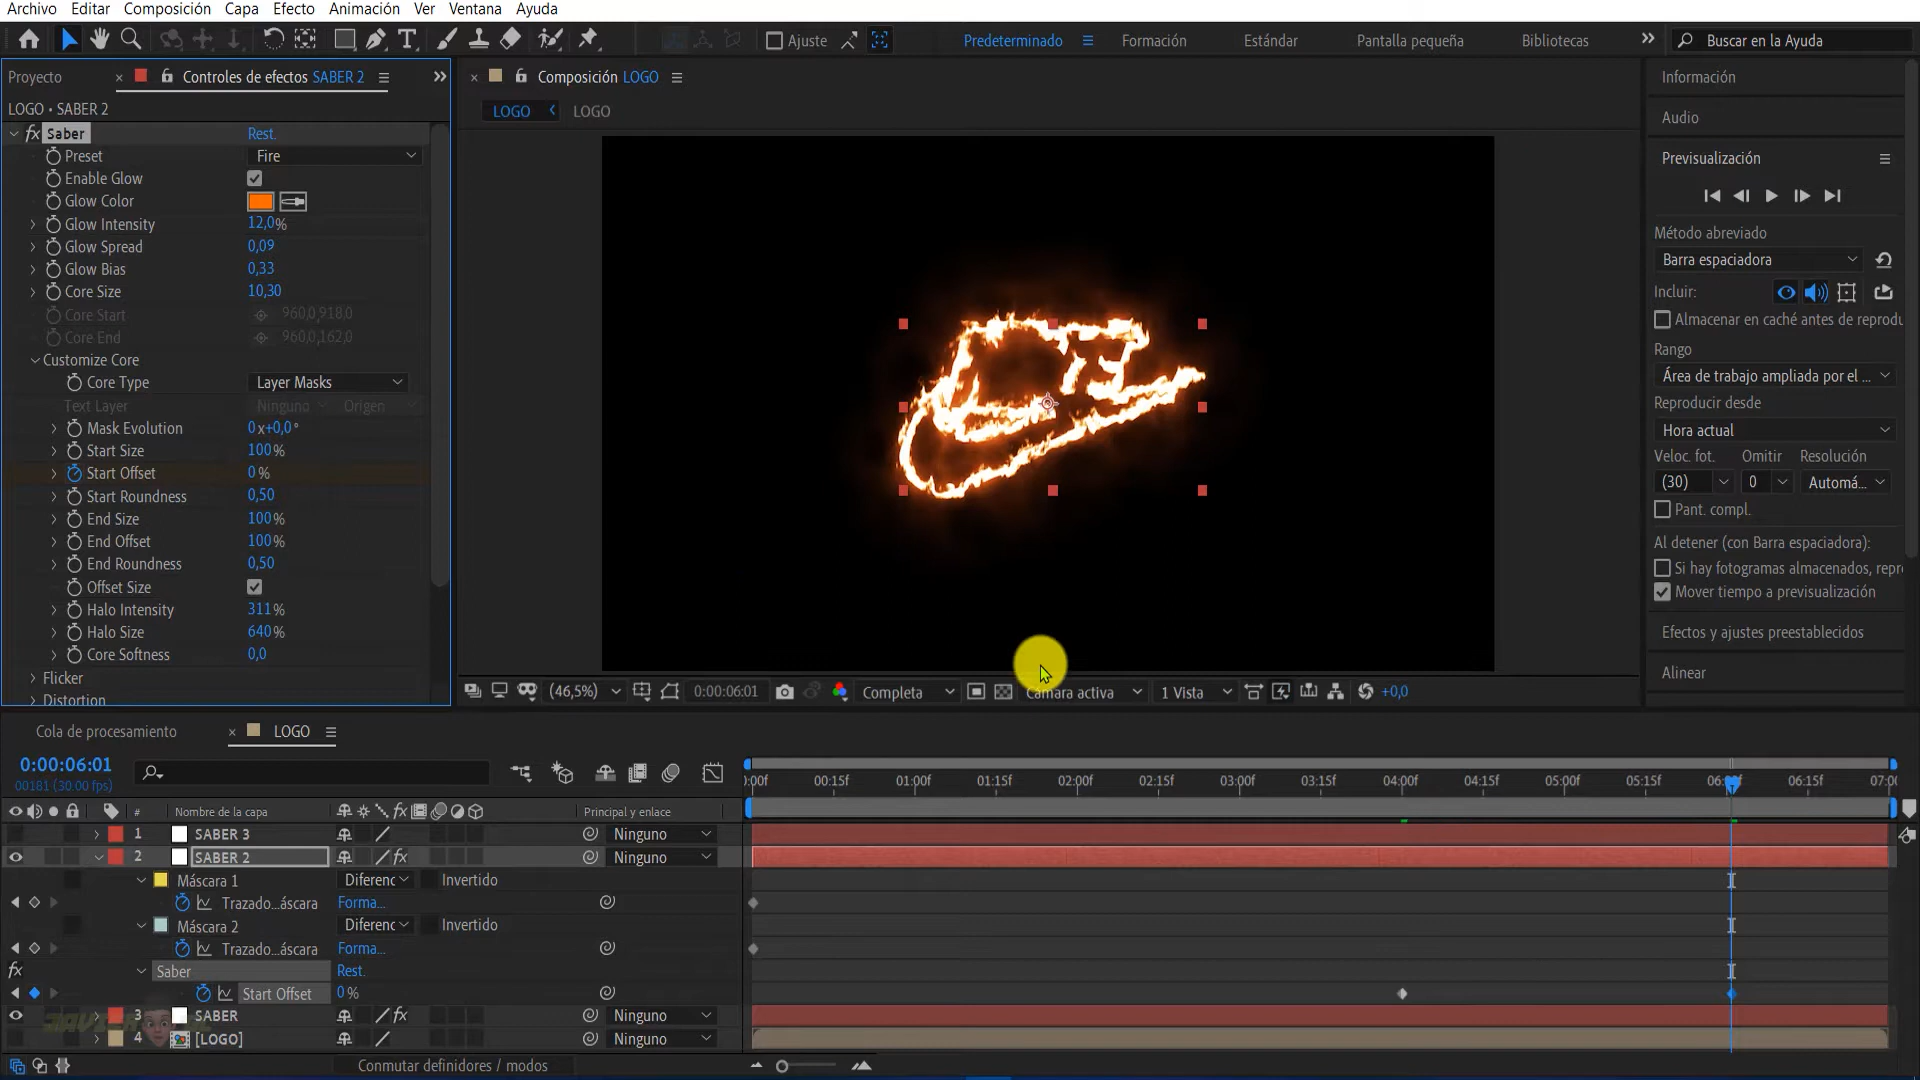 Archivo Editar Composición Capa Efecto Animación Ver Ventana Ayuda
Ajuste Predeterminado Formación Estándar Pantalla pequeña Bibliotecas Buscar en la Ayuda
Proyecto Controles de efectos SABER 2
LOGO • SABER 2
fx Saber Rest.
Preset Fire
Enable Glow
Glow Color
Glow Intensity 12,0%
Glow Spread 0,09
Glow Bias 0,33
Core Size 10,30
Core Start 960,0,918,0
Core End 960,0,162,0
Customize Core
Core Type Layer Masks
Text Layer Ninguno Origen
Mask Evolution 0x+0,0°
Start Size 100%
Start Offset 0 %
Start Roundness 0,50
End Size 100%
End Offset 100%
End Roundness 0,50
Offset Size
Halo Intensity 311%
Halo Size 640%
Core Softness 0,0
Flicker
Distortion
Composición LOGO
LOGO LOGO
(46,5%) 0:00:06:01 Completa Cámara activa 1 Vista +0,0
Información
Audio
Previsualización
Método abreviado
Barra espaciadora
Incluir:
Almacenar en caché antes de reprodu
Rango
Área de trabajo ampliada por el ...
Reproducir desde
Hora actual
Veloc. fot. Omitir Resolución
(30) 0 Automá...
Pant. compl.
Al detener (con Barra espaciadora):
Si hay fotogramas almacenados, repr
Mover tiempo a previsualización
Efectos y ajustes preestablecidos
Alinear
Cola de procesamiento LOGO
0:00:06:01
00181 (30.00 fps)
:00f 00:15f 01:00f 01:15f 02:00f 02:15f 03:00f 03:15f 04:00f 04:15f 05:00f 05:15f 06: 06:15f 07:0
# Nombre de la capa fx Principal y enlace
1 SABER 3 Ninguno
2 SABER 2 fx Ninguno
Máscara 1 Diferenc Invertido
Trazado...áscara Forma...
Máscara 2 Diferenc Invertido
Trazado...áscara Forma...
fx Saber Rest.
Start Offset 0 %
3 SABER fx Ninguno
4 [LOGO] Ninguno
Conmutar definidores / modos